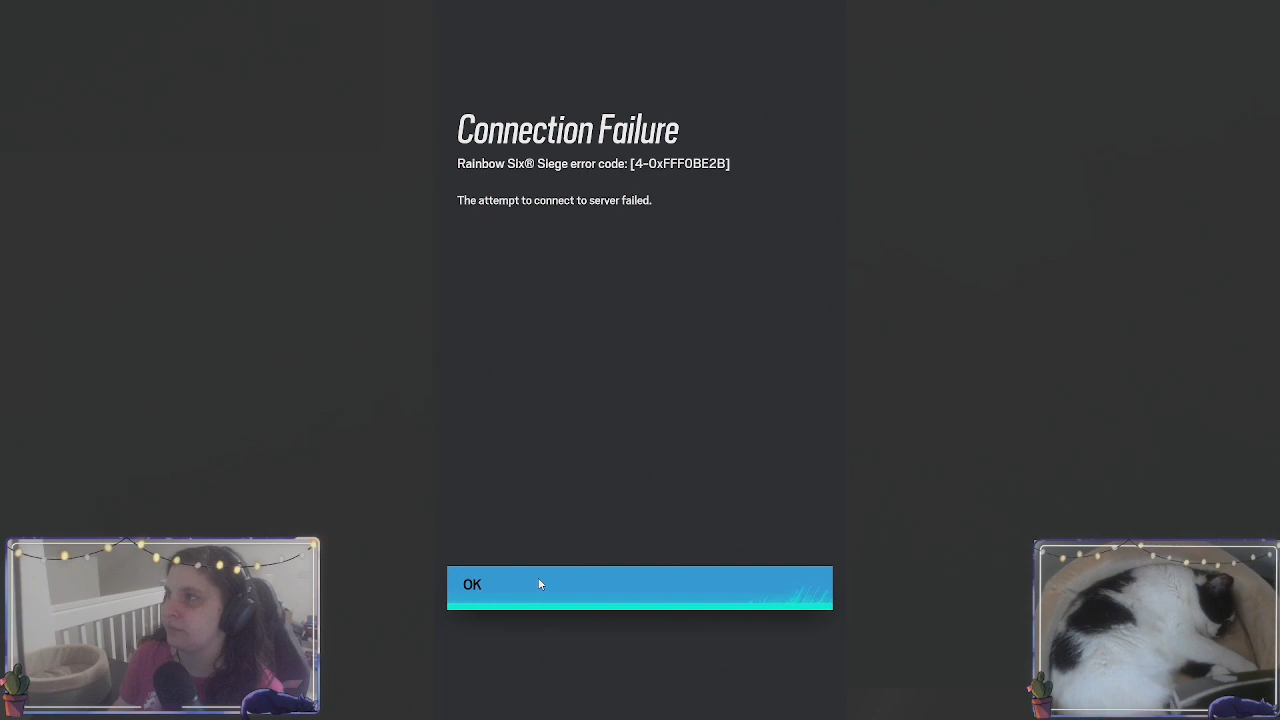 Connection Failure
Rainbow Six® Siege error code: [4-0xFFF0BE2B]
The attempt to connect to server failed.
OK